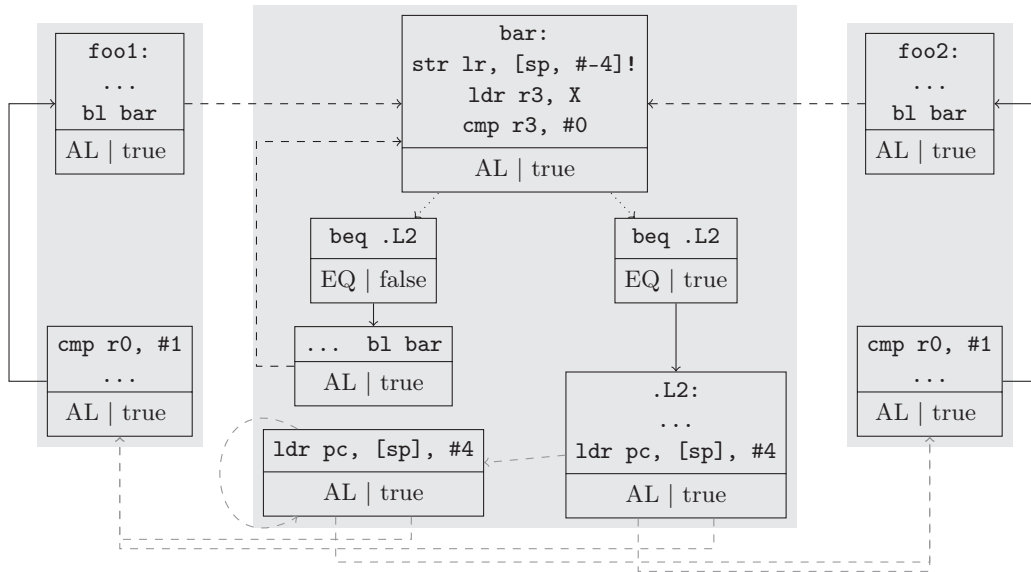 foo1:
...
bl bar
AL | true
cmp r0, #1
...
AL | true
bar:
str lr, [sp, #-4]!
ldr r3, X
cmp r3, #0
AL | true
beq .L2
EQ | false
... bl bar
AL | true
ldr pc, [sp], #4
AL | true
beq .L2
EQ | true
.L2:
...
ldr pc, [sp], #4
AL | true
foo2:
...
bl bar
AL | true
cmp r0, #1
...
AL | true